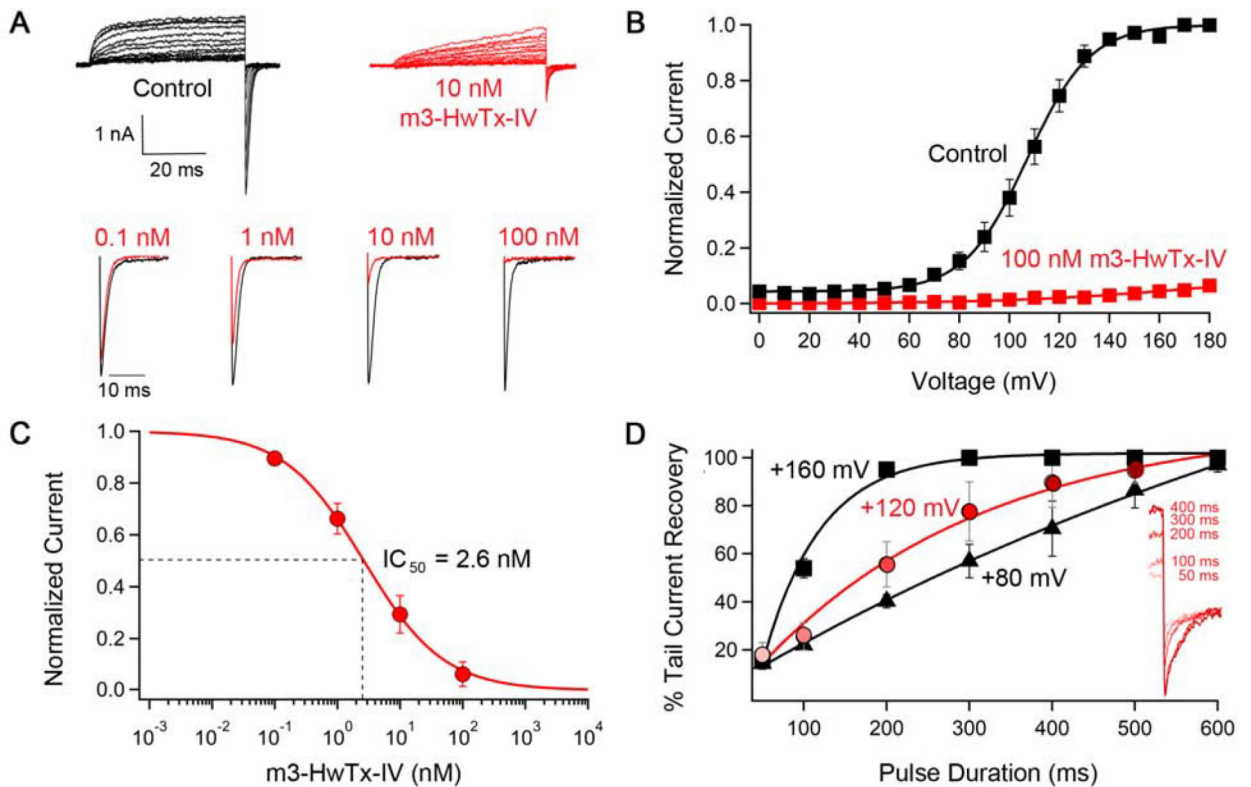 A
Control
10 nM
m3-HwTx-IV
1 nA
20 ms
0.1 nM
1 nM
10 nM
100 nM
10 ms
B
Normalized Current
1.0
0.8
0.6
0.4
0.2
0.0
Control
100 nM m3-HwTx-IV
0 20 40 60 80 100 120 140 160 180
Voltage (mV)
C
Normalized Current
1.0
0.8
0.6
0.4
0.2
0.0
IC₅₀ = 2.6 nM
10⁻³ 10⁻² 10⁻¹ 10⁰ 10¹ 10² 10³ 10⁴
m3-HwTx-IV (nM)
D
% Tail Current Recovery
100
80
60
40
20
+160 mV
+120 mV
+80 mV
400 ms
300 ms
200 ms
100 ms
50 ms
100 200 300 400 500 600
Pulse Duration (ms)